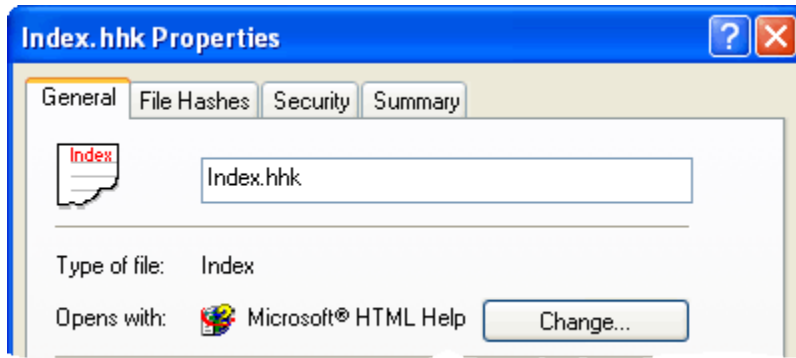 Index.hhk Properties
General File Hashes Security Summary
Index
Index.hhk
Type of file: Index
Opens with: Microsoft® HTML Help Change...